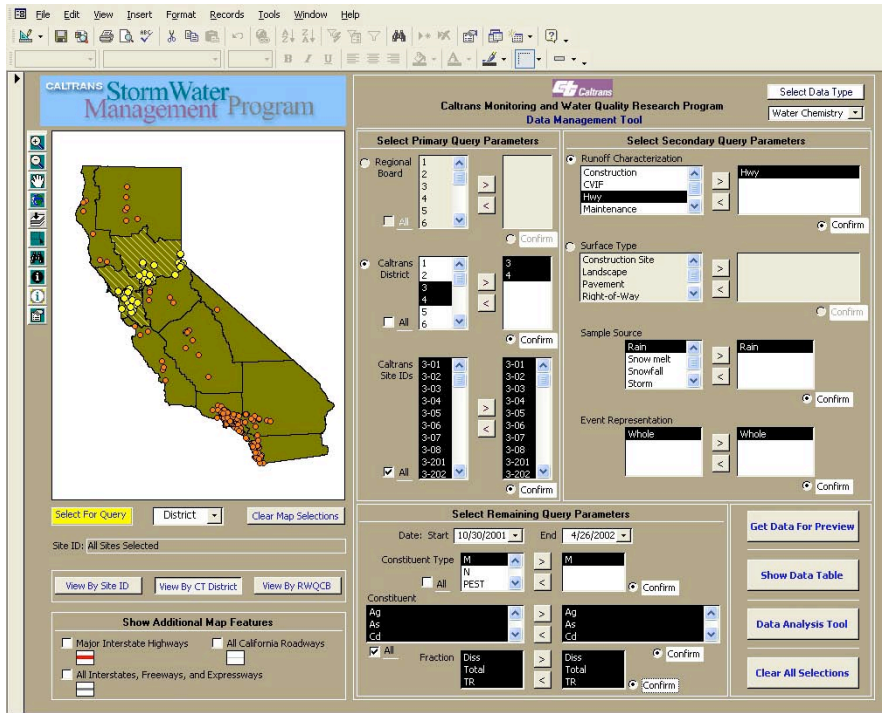 File Edit View Insert Format Records Tools Window Help
CALTRANS StormWater
Management Program
Select For Query District Clear Map Selections
Site ID: All Sites Selected
View By Site ID View By CT District View By RWQCB
Show Additional Map Features
Major Interstate Highways All California Roadways
All Interstates, Freeways, and Expressways
Caltrans
Caltrans Monitoring and Water Quality Research Program
Data Management Tool
Select Data Type
Water Chemistry
Select Primary Query Parameters
Regional
Board
All
1
2
3
4
5
6
>
<
Confirm
Caltrans
District
All
1
2
3
4
5
6
>
<
3
4
Confirm
Caltrans
Site IDs
All
3-01
3-02
3-03
3-04
3-05
3-06
3-07
3-08
3-201
3-202
>
<
3-01
3-02
3-03
3-04
3-05
3-06
3-07
3-08
3-201
3-202
Confirm
Select Secondary Query Parameters
Runoff Characterization
Construction
CVIF
Hwy
Maintenance
>
<
Hwy
Confirm
Surface Type
Construction Site
Landscape
Pavement
Right-of-Way
>
<
Confirm
Sample Source
Rain
Snow melt
Snowfall
Storm
>
<
Rain
Confirm
Event Representation
Whole
>
<
Whole
Confirm
Select Remaining Query Parameters
Date: Start 10/30/2001 End 4/26/2002
Constituent Type
All
M
N
PEST
>
<
M
Confirm
Constituent
Ag
As
Cd
>
<
Ag
As
Cd
All
Confirm
Fraction
Diss
Total
TR
>
<
Diss
Total
TR
Confirm
Get Data For Preview
Show Data Table
Data Analysis Tool
Clear All Selections